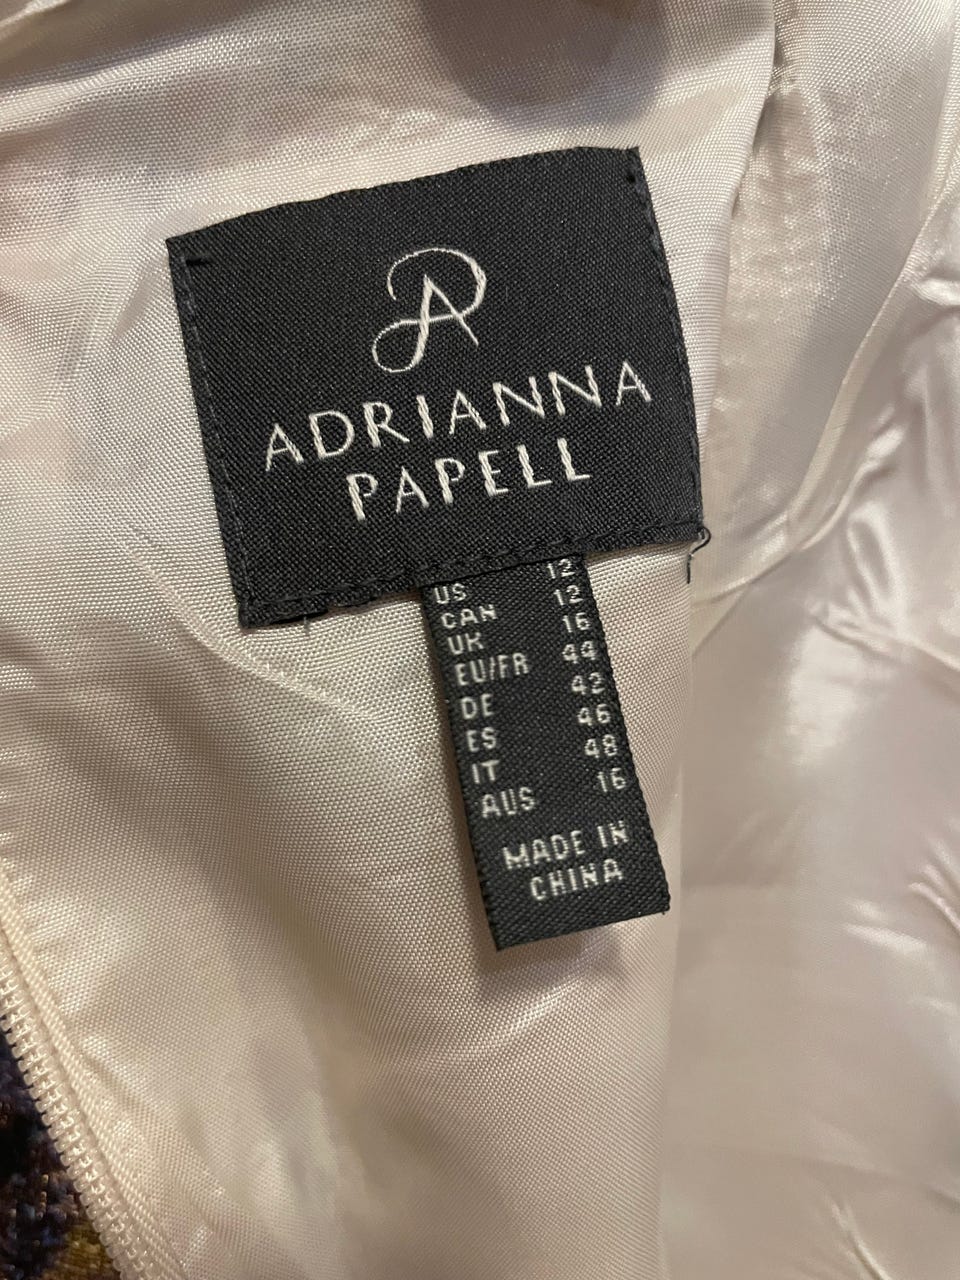 AP
ADRIANNA
PAPELL
US 12
CAN 12
UK 16
EU/FR 44
DE 42
ES 46
IT 48
AUS 16
MADE IN
CHINA